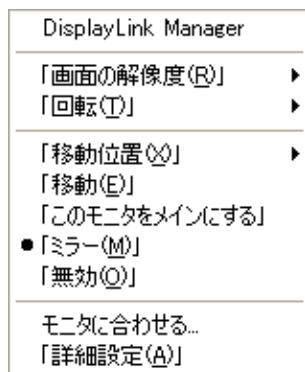 DisplayLink Manager
「画面の解像度(R)」
「回転(T)」
「移動位置(X)」
「移動(E)」
「このモニタをメインにする」
「ミラー(M)」
「無効(O)」
モニタに合わせる...
「詳細設定(A)」